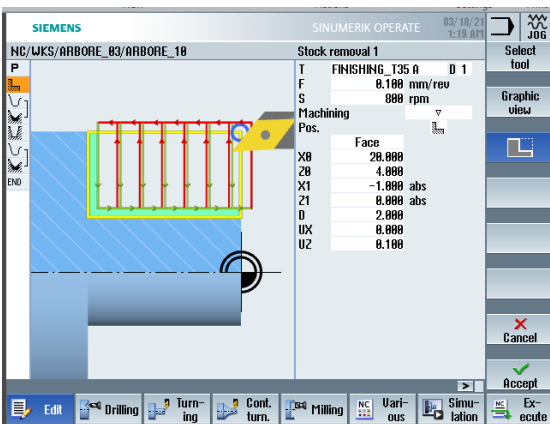 SIEMENS
SINUMERIK OPERATE
03/18/21
1:19 AM
JOG
NC/WKS/ARBORE_03/ARBORE_10
Stock removal 1
Select
tool
P
T FINISHING_T35 A D 1
F 0.100 mm/rev
S 800 rpm
Graphic
view
Machining
Pos.
Face
X0 20.000
Z0 4.000
X1 -1.000 abs
Z1 0.000 abs
D 2.000
UX 0.000
UZ 0.100
END
Cancel
Accept
Edit
Drilling
Turn-
ing
Cont.
turn.
Milling
NC
Vari-
ous
Simu-
lation
NC
Ex-
ecute